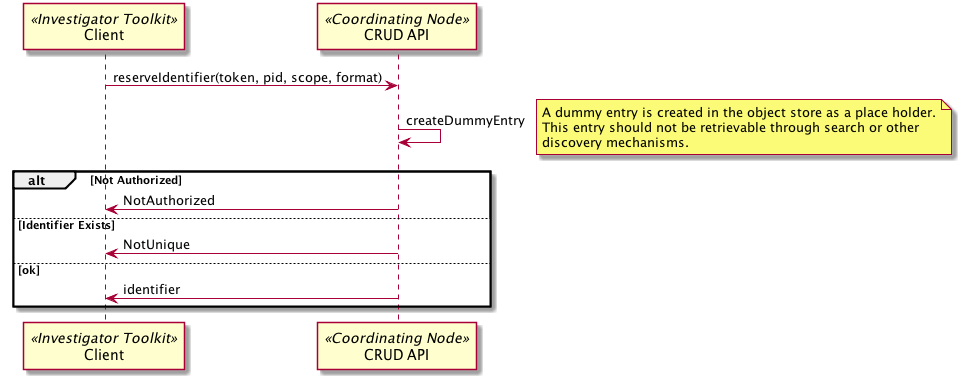 «Investigator Toolkit»
Client
«Coordinating Node»
CRUD API
reserveIdentifier(token, pid, scope, format)
createDummyEntry
A dummy entry is created in the object store as a place holder.
This entry should not be retrievable through search or other
discovery mechanisms.
alt
[Not Authorized]
NotAuthorized
[Identifier Exists]
NotUnique
[ok]
identifier
«Investigator Toolkit»
Client
«Coordinating Node»
CRUD API